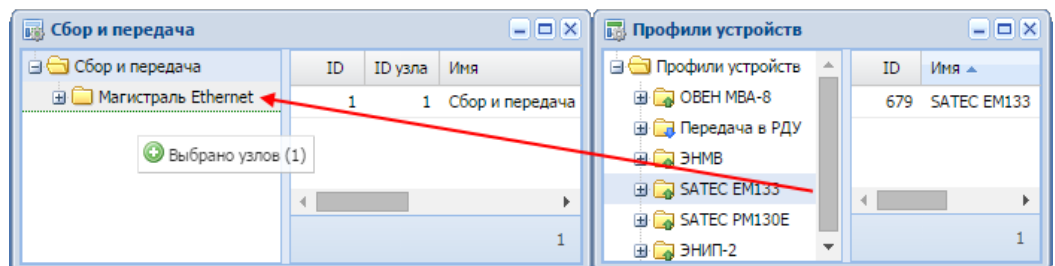 Сбор и передача
Сбор и передача
Магистраль Ethernet
Выбрано узлов (1)
ID ID узла Имя
1 1 Сбор и передача
1
Профили устройств
Профили устройств
ОВЕН МВА-8
Передача в РДУ
ЭНМВ
SATEC EM133
SATEC PM130E
ЭНИП-2
ID Имя
679 SATEC EM133
1